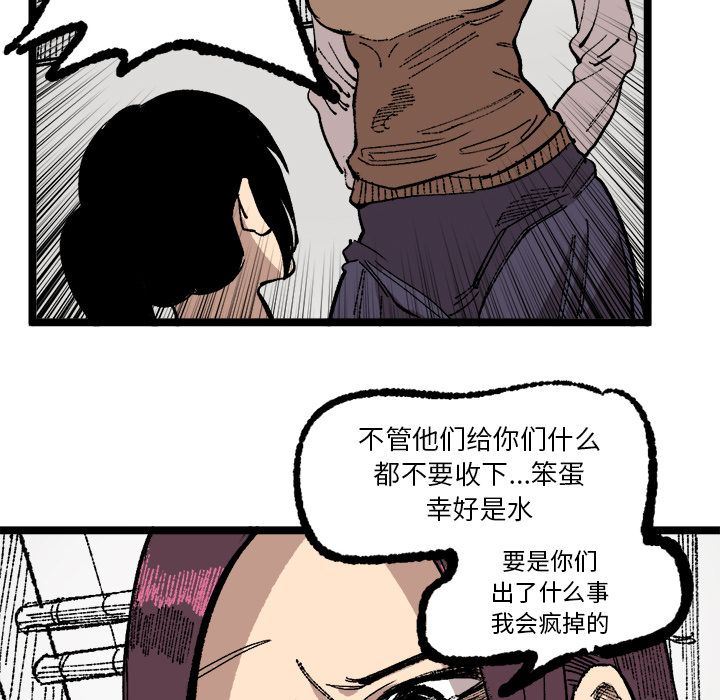 不管他们给你们什么
都不要收下...笨蛋
幸好是水
要是你们
出了什么事
我会疯掉的